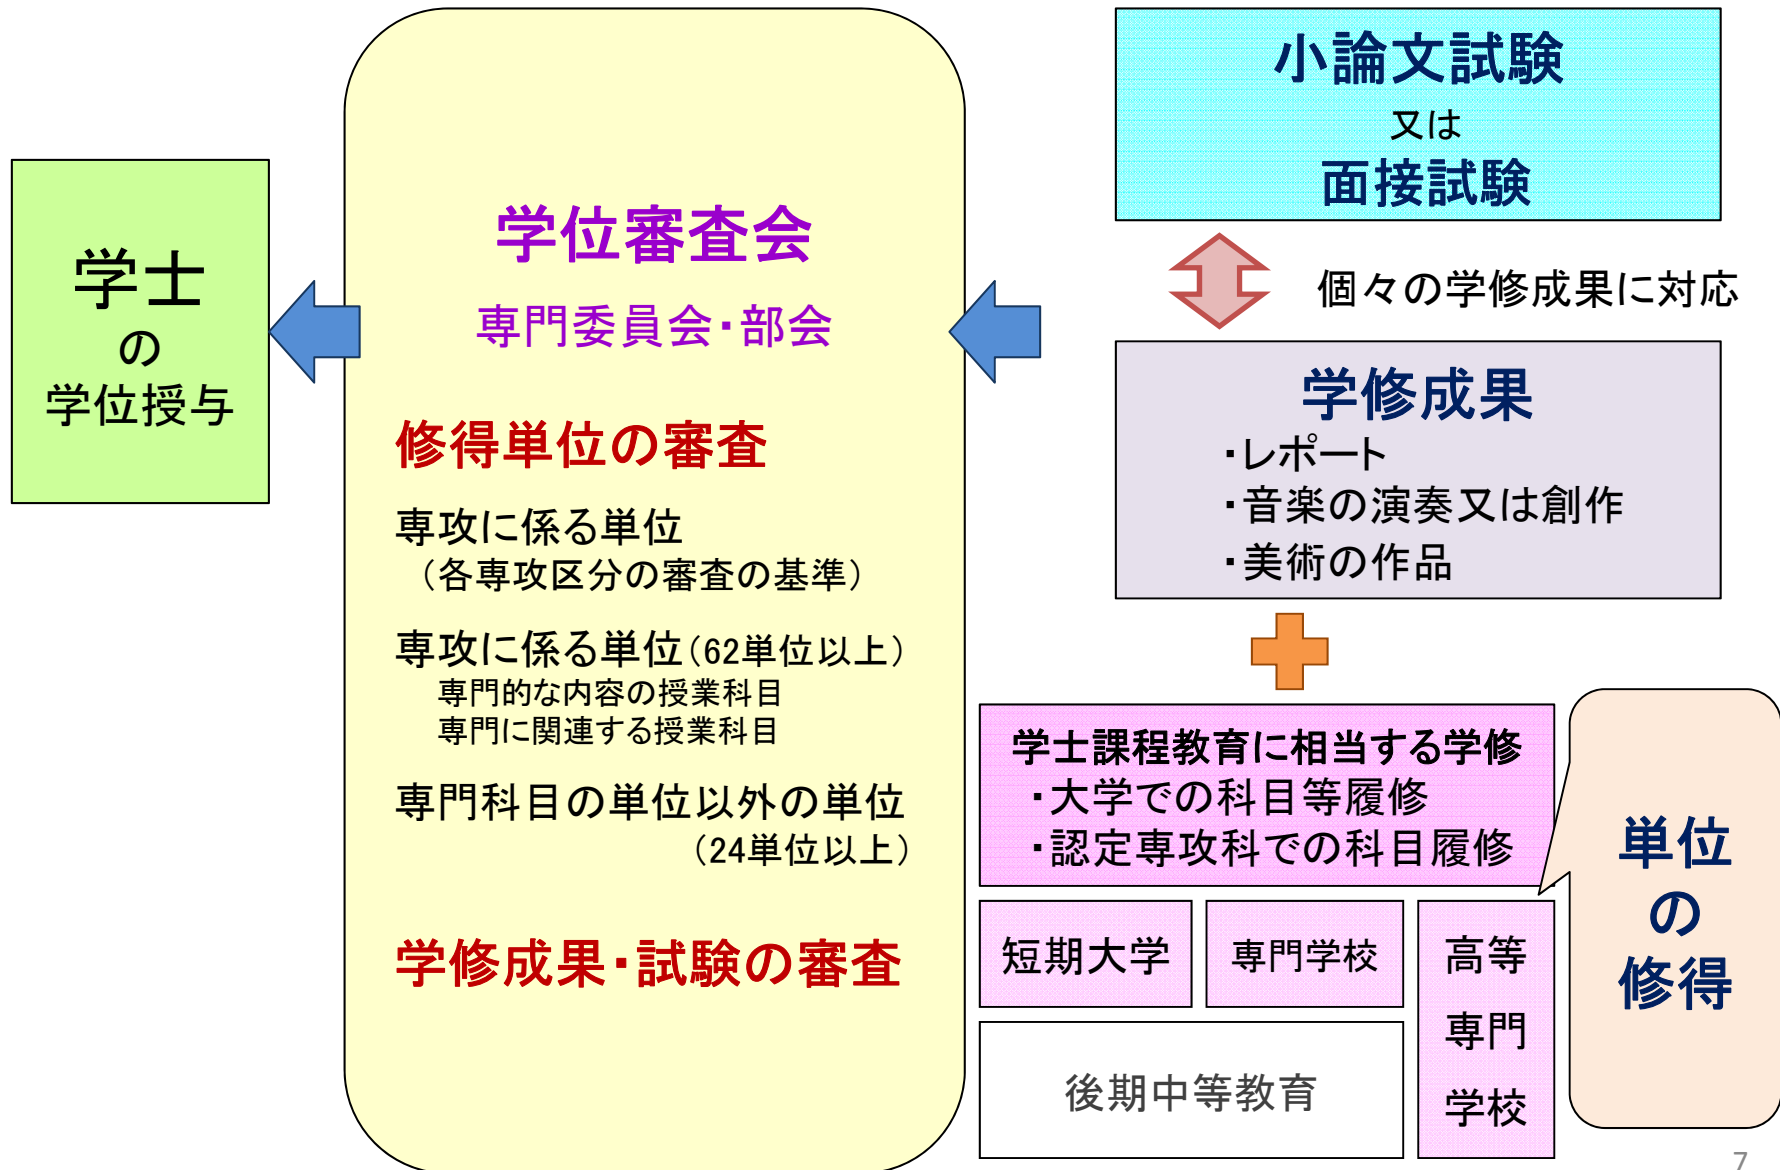 学士
の
学位授与
学位審査会
専門委員会・部会
修得単位の審査
専攻に係る単位
（各専攻区分の審査の基準）
専攻に係る単位（62単位以上）
専門的な内容の授業科目
専門に関連する授業科目
専門科目の単位以外の単位
（24単位以上）
学修成果・試験の審査
小論文試験
又は
面接試験
個々の学修成果に対応
学修成果
・レポート
・音楽の演奏又は創作
・美術の作品
学士課程教育に相当する学修
・大学での科目等履修
・認定専攻科での科目履修
短期大学
専門学校
高等
専門
学校
後期中等教育
単位
の
修得
7